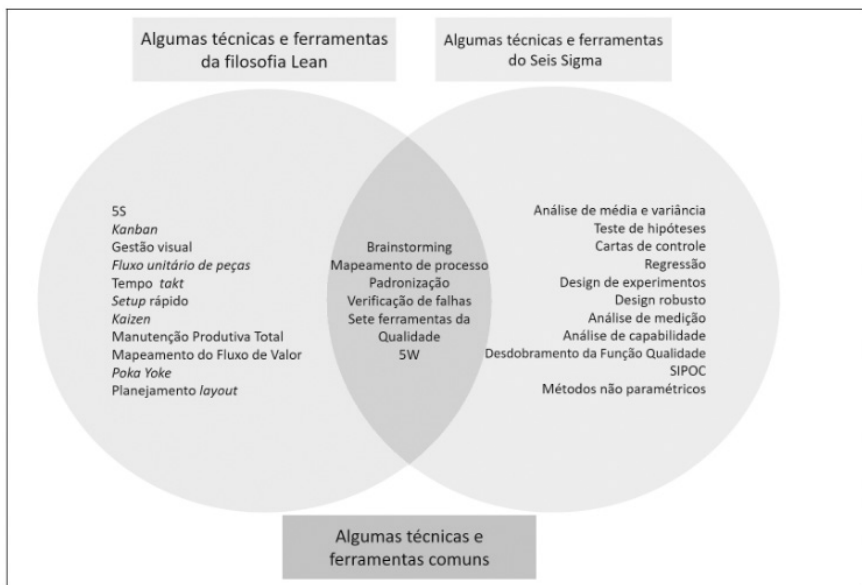 Algumas técnicas e ferramentas
da filosofia Lean
Algumas técnicas e ferramentas
do Seis Sigma
5S
Kanban
Gestão visual
Fluxo unitário de peças
Tempo takt
Setup rápido
Kaizen
Manutenção Produtiva Total
Mapeamento do Fluxo de Valor
Poka Yoke
Planejamento layout
Brainstorming
Mapeamento de processo
Padronização
Verificação de falhas
Sete ferramentas da
Qualidade
5W
Análise de média e variância
Teste de hipóteses
Cartas de controle
Regressão
Design de experimentos
Design robusto
Análise de medição
Análise de capabilidade
Desdobramento da Função Qualidade
SIPOC
Métodos não paramétricos
Algumas técnicas e
ferramentas comuns